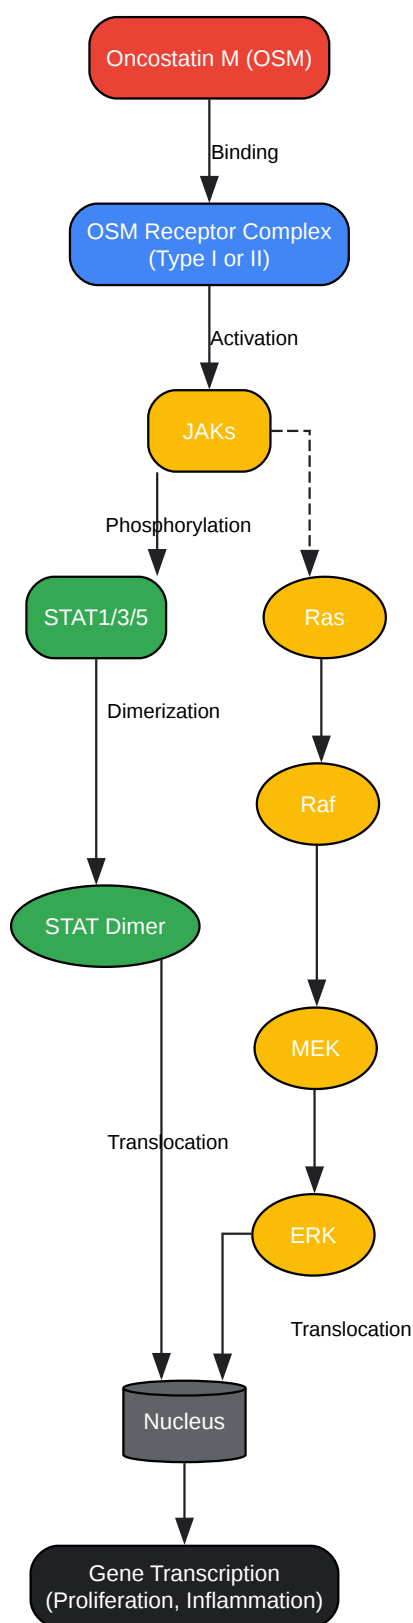 Oncostatin M (OSM)
Binding
OSM Receptor Complex
(Type I or II)
Activation
JAKs
Phosphorylation
STAT1/3/5
Ras
Dimerization
Raf
STAT Dimer
MEK
Translocation
ERK
Translocation
Nucleus
Gene Transcription
(Proliferation, Inflammation)